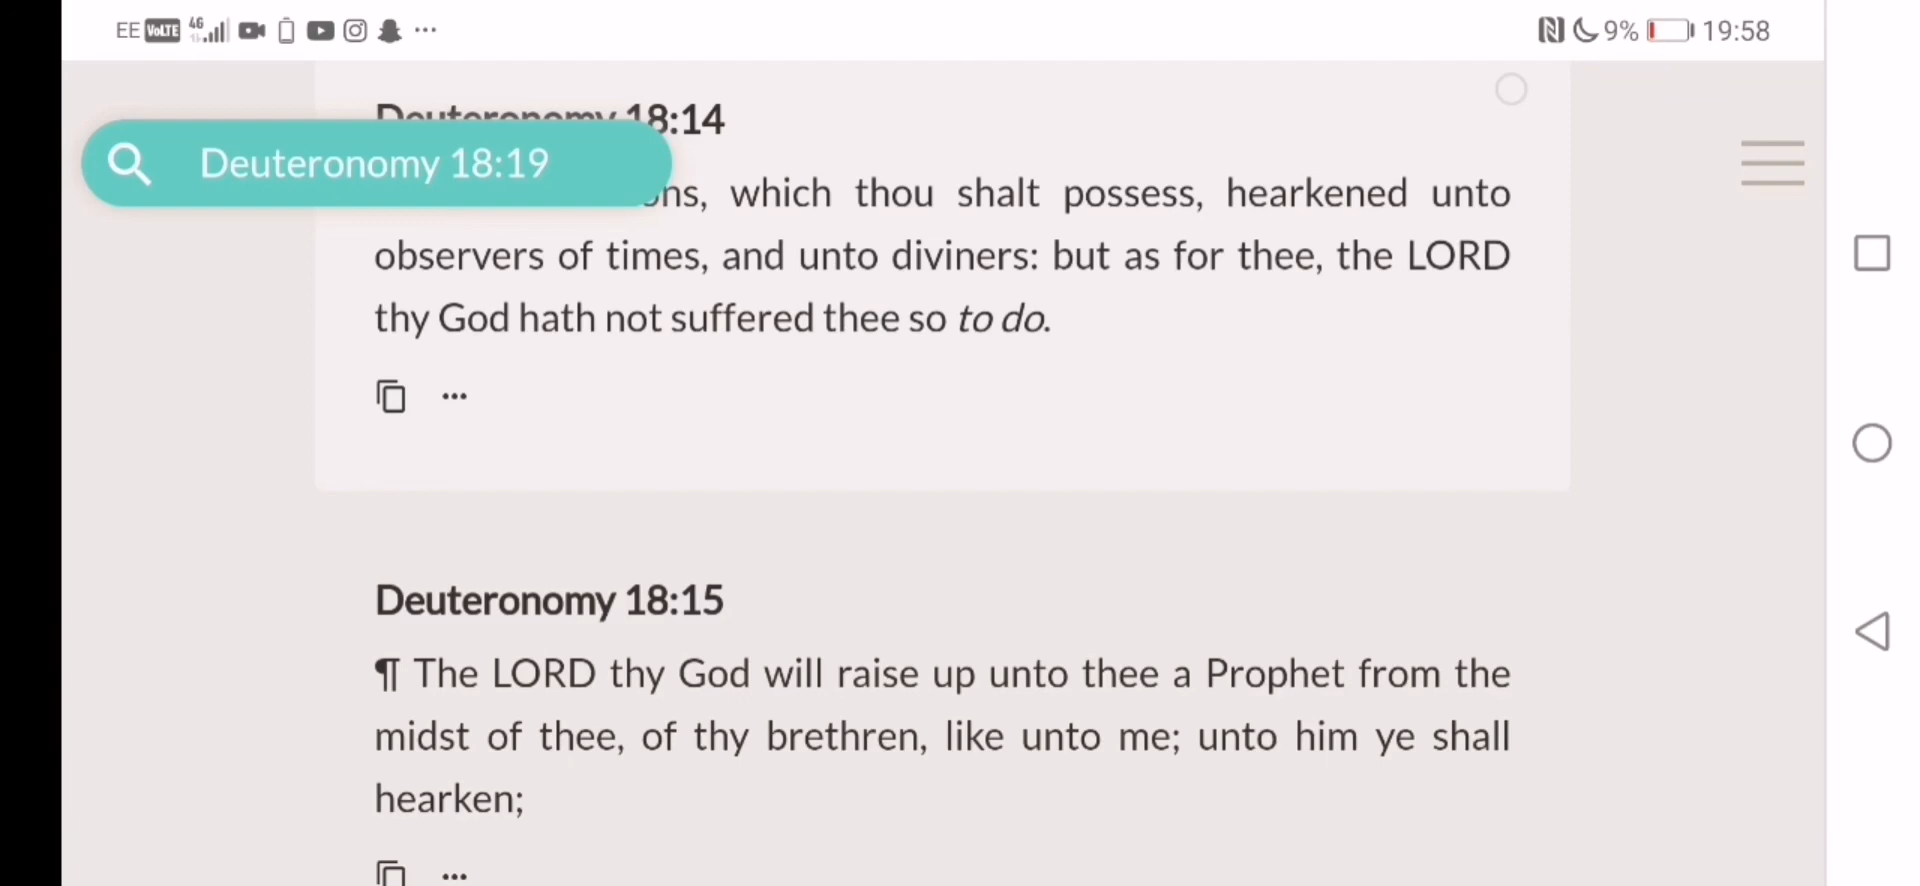 EE VoLTE 4G 9% 19:58
Deuteronomy 18:14
Deuteronomy 18:19
which thou shalt possess, hearkened unto
observers of times, and unto diviners: but as for thee, the LORD
thy God hath not suffered thee so to do.
Deuteronomy 18:15
¶ The LORD thy God will raise up unto thee a Prophet from the
midst of thee, of thy brethren, like unto me; unto him ye shall
hearken;